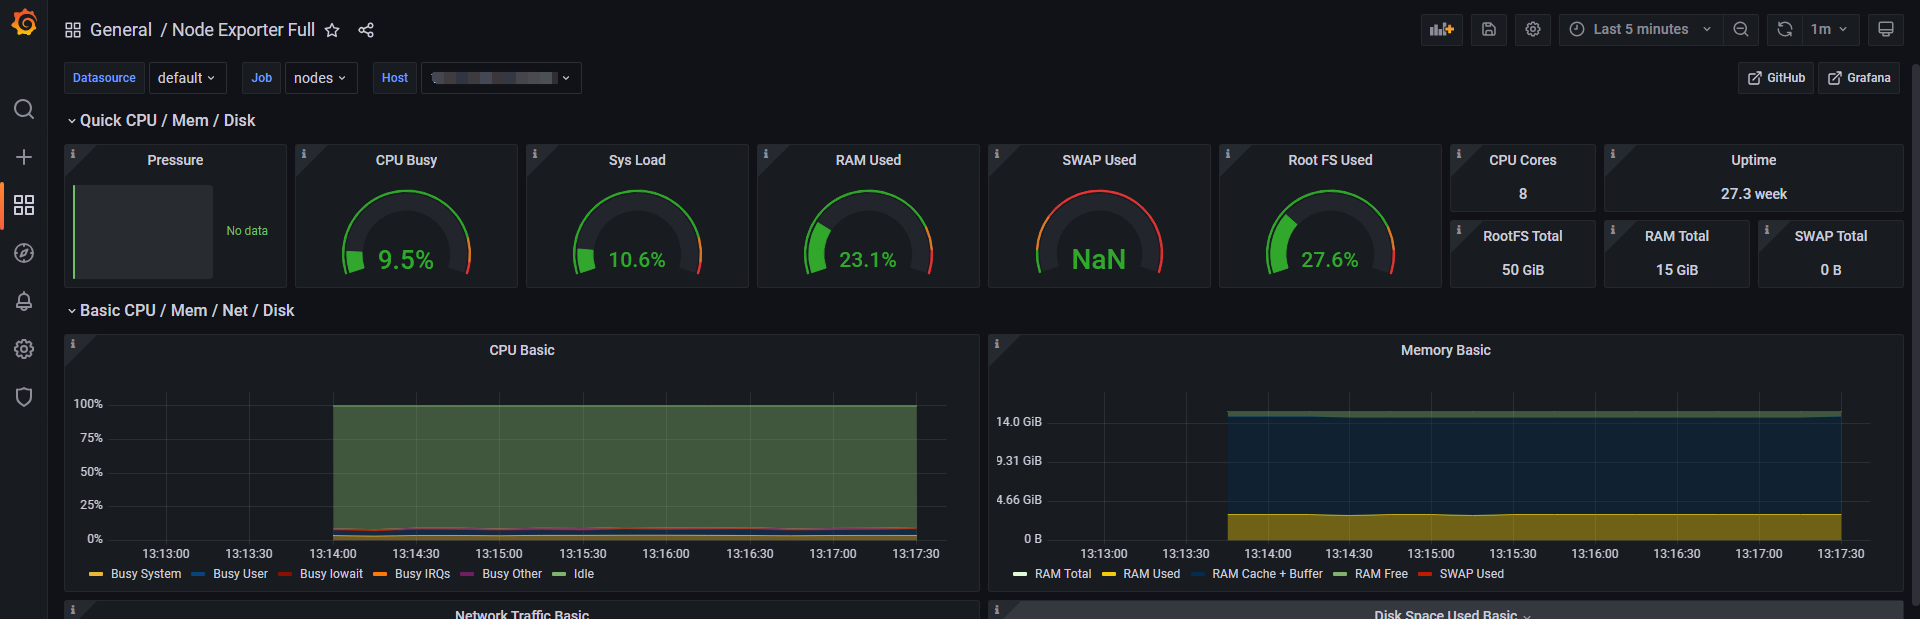 General / Node Exporter Full
Last 5 minutes
1m
Datasource default Job nodes Host
GitHub Grafana
Quick CPU / Mem / Disk
Pressure
No data
CPU Busy
9.5%
Sys Load
10.6%
RAM Used
23.1%
SWAP Used
NaN
Root FS Used
27.6%
CPU Cores
8
Uptime
27.3 week
RootFS Total
50 GiB
RAM Total
15 GiB
SWAP Total
0 B
Basic CPU / Mem / Net / Disk
CPU Basic
100%
75%
50%
25%
0%
13:13:00 13:13:30 13:14:00 13:14:30 13:15:00 13:15:30 13:16:00 13:16:30 13:17:00 13:17:30
Busy System Busy User Busy Iowait Busy IRQs Busy Other Idle
Memory Basic
14.0 GiB
9.31 GiB
4.66 GiB
0 B
13:13:00 13:13:30 13:14:00 13:14:30 13:15:00 13:15:30 13:16:00 13:16:30 13:17:00 13:17:30
RAM Total RAM Used RAM Cache + Buffer RAM Free SWAP Used
Network Traffic Basic
Disk Space Used Basic